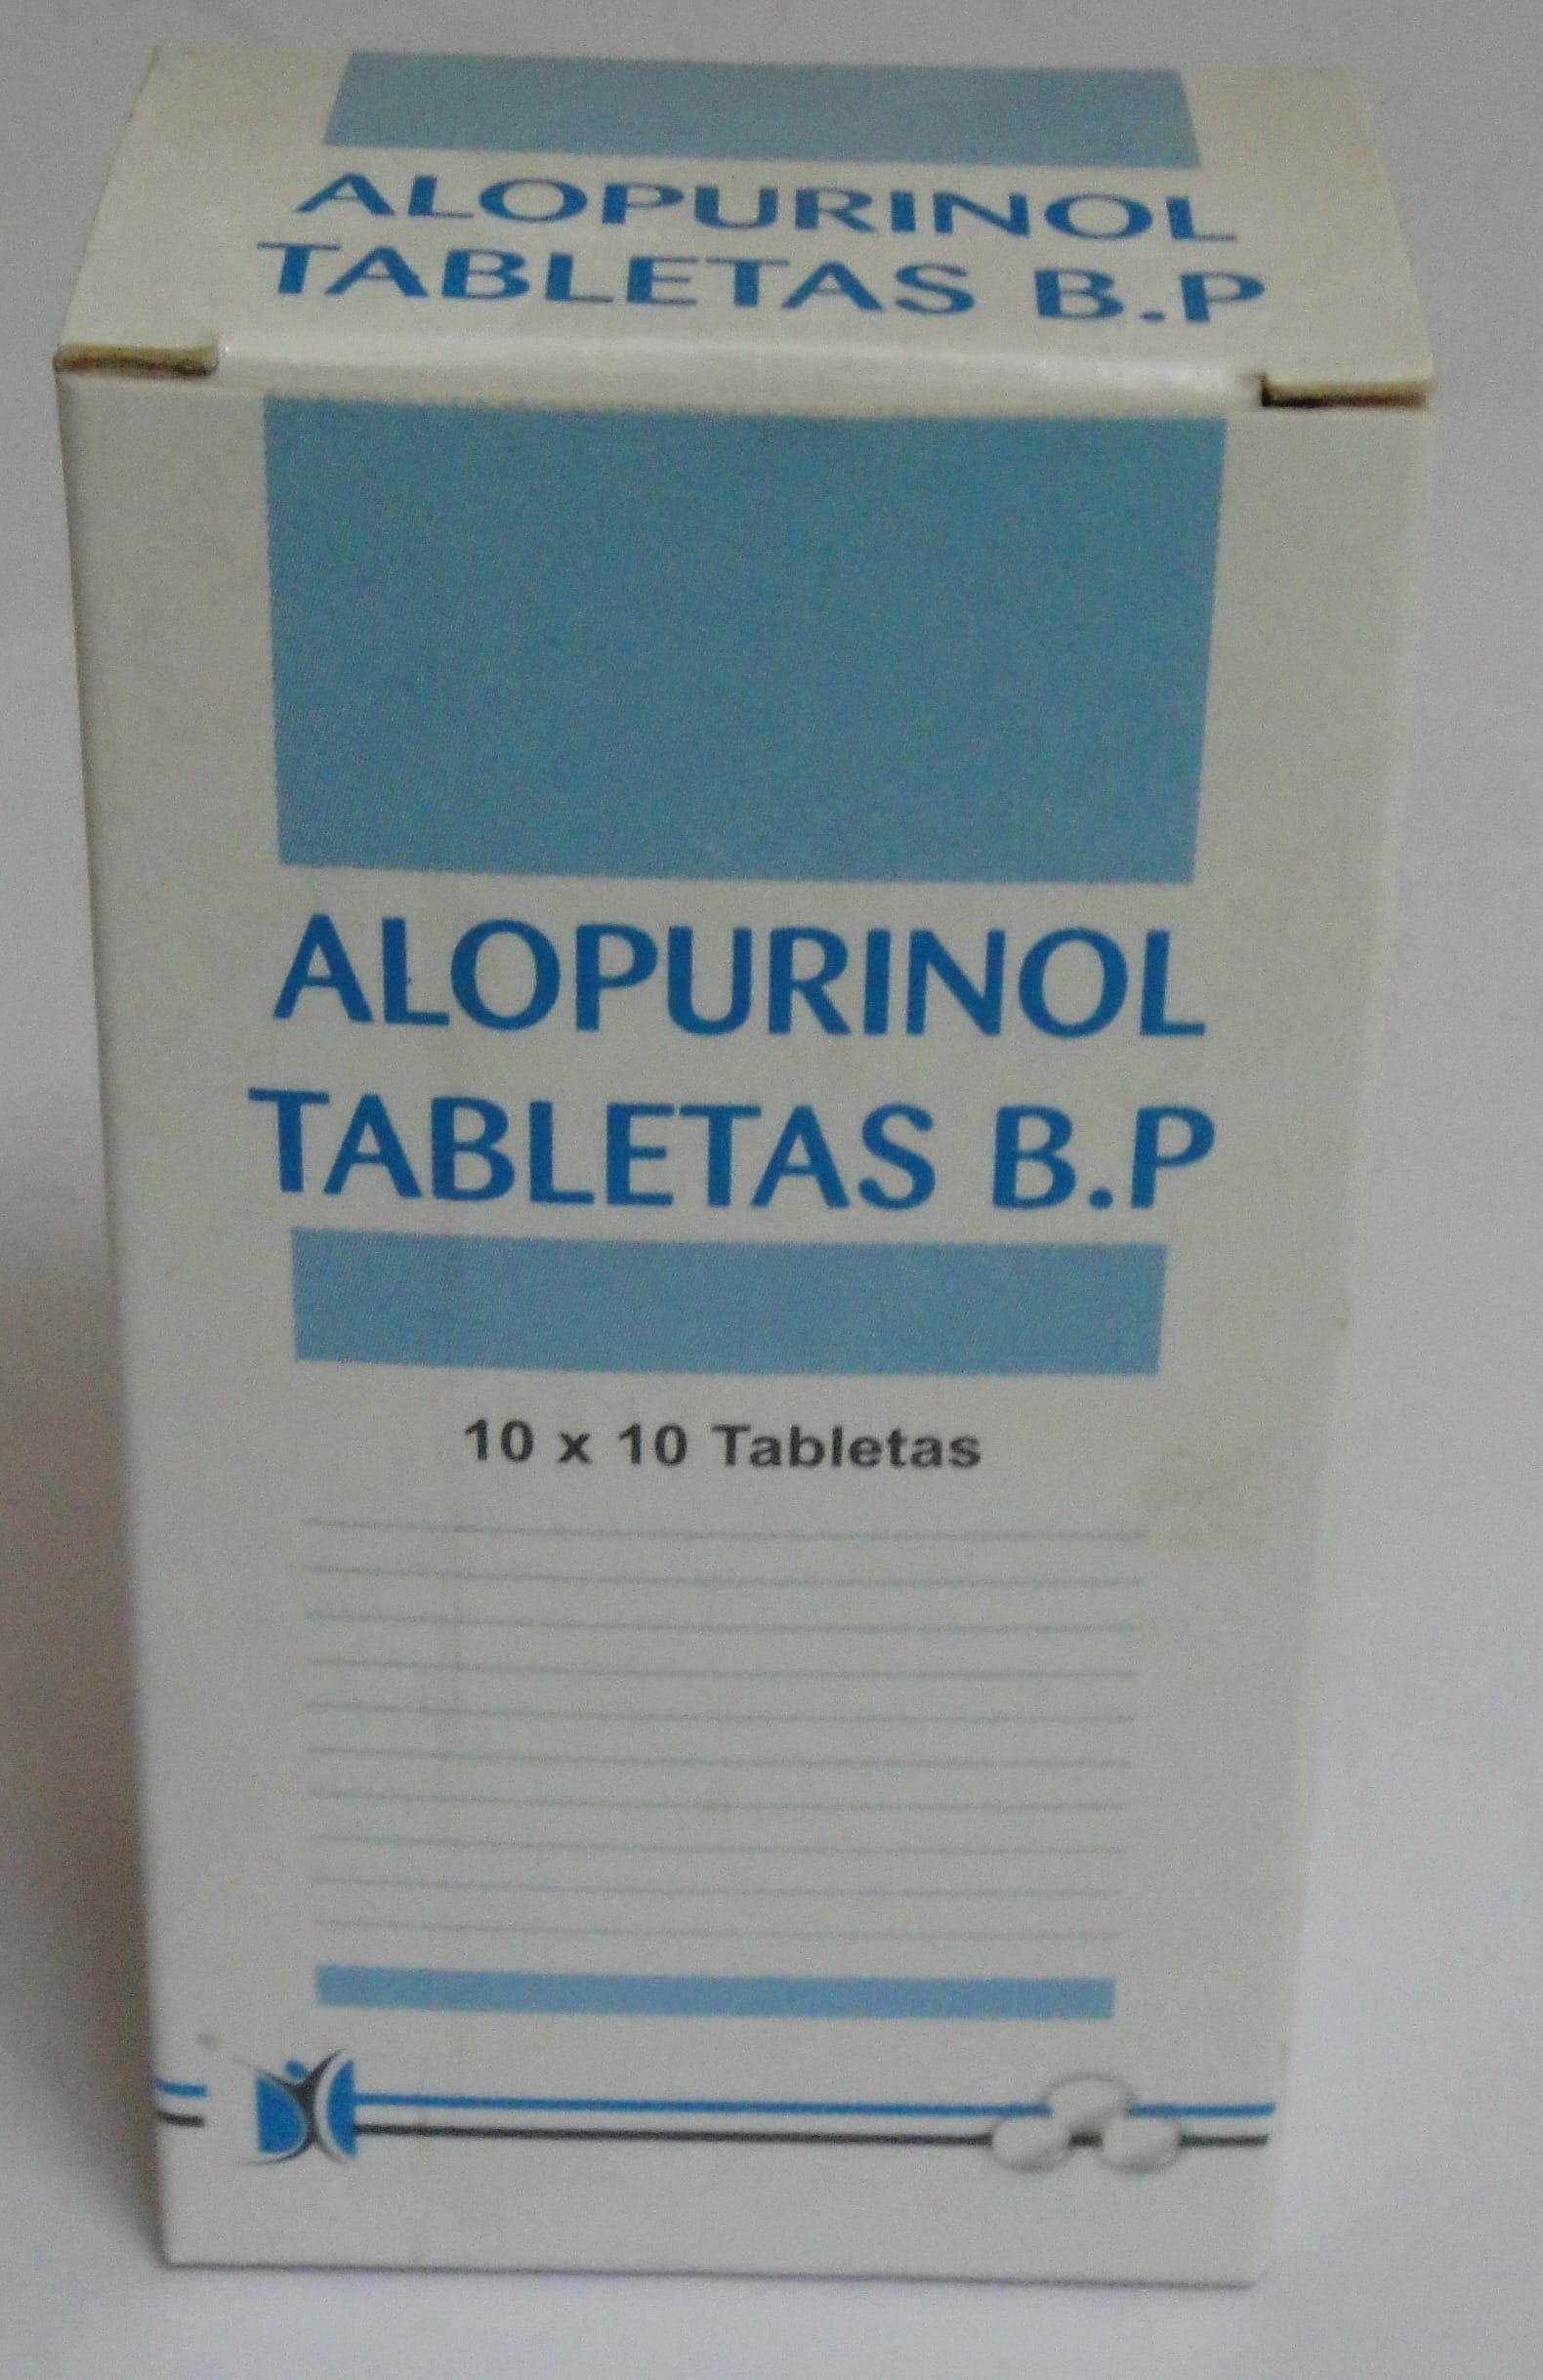 ALOPURINOL
TABLETAS B.P
ALOPURINOL
TABLETAS B.P
10 x 10 Tabletas